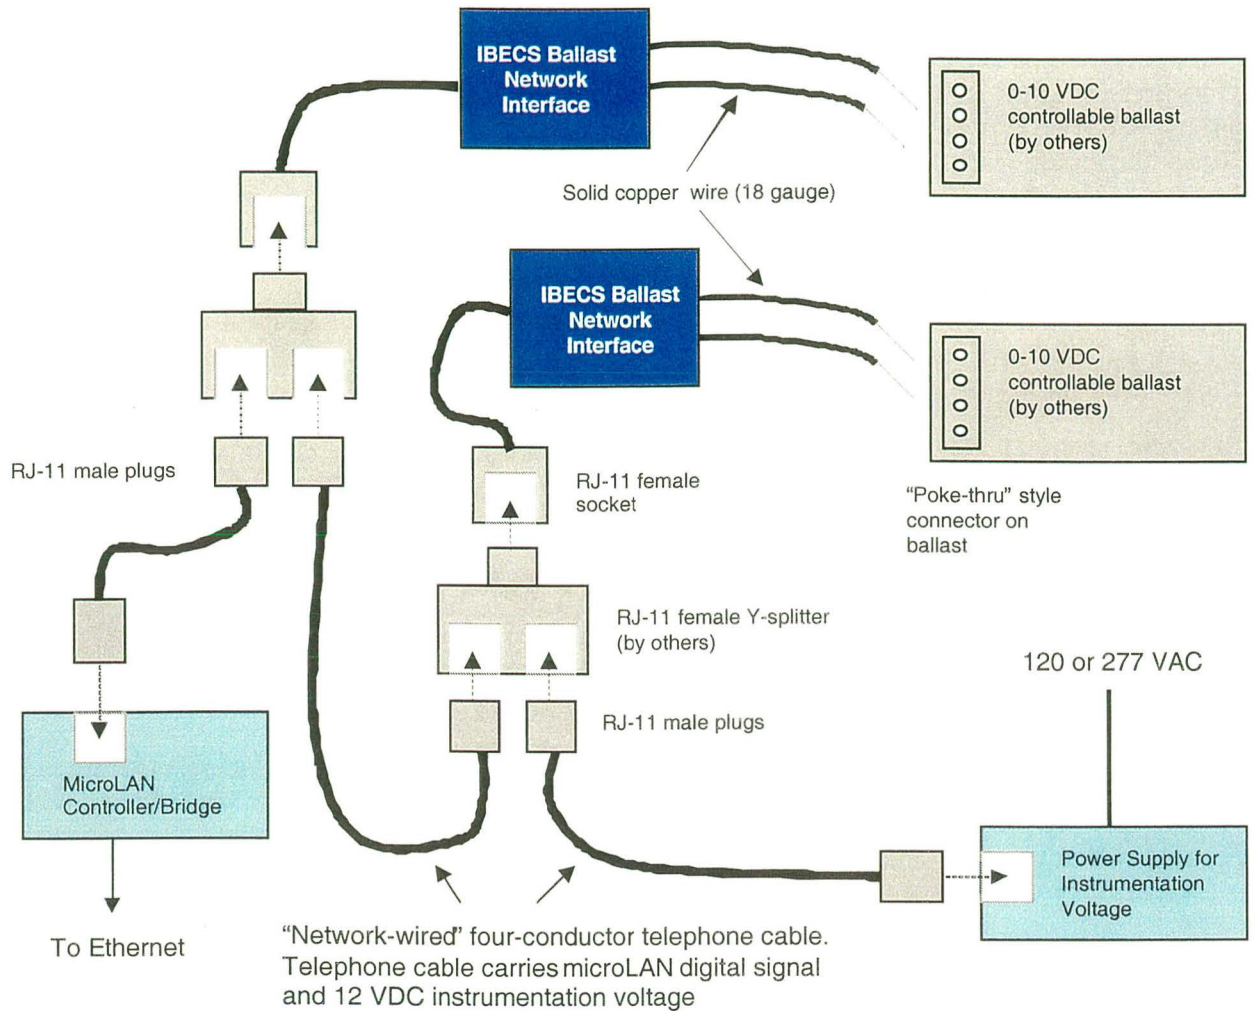 IBECS Ballast
Network
Interface
0-10 VDC
controllable ballast
(by others)
Solid copper wire (18 gauge)
IBECS Ballast
Network
Interface
0-10 VDC
controllable ballast
(by others)
RJ-11 male plugs
RJ-11 female
socket
“Poke-thru” style
connector on
ballast
RJ-11 female Y-splitter
(by others)
120 or 277 VAC
RJ-11 male plugs
MicroLAN
Controller/Bridge
Power Supply for
Instrumentation
Voltage
To Ethernet
“Network-wired” four-conductor telephone cable.
Telephone cable carries microLAN digital signal
and 12 VDC instrumentation voltage